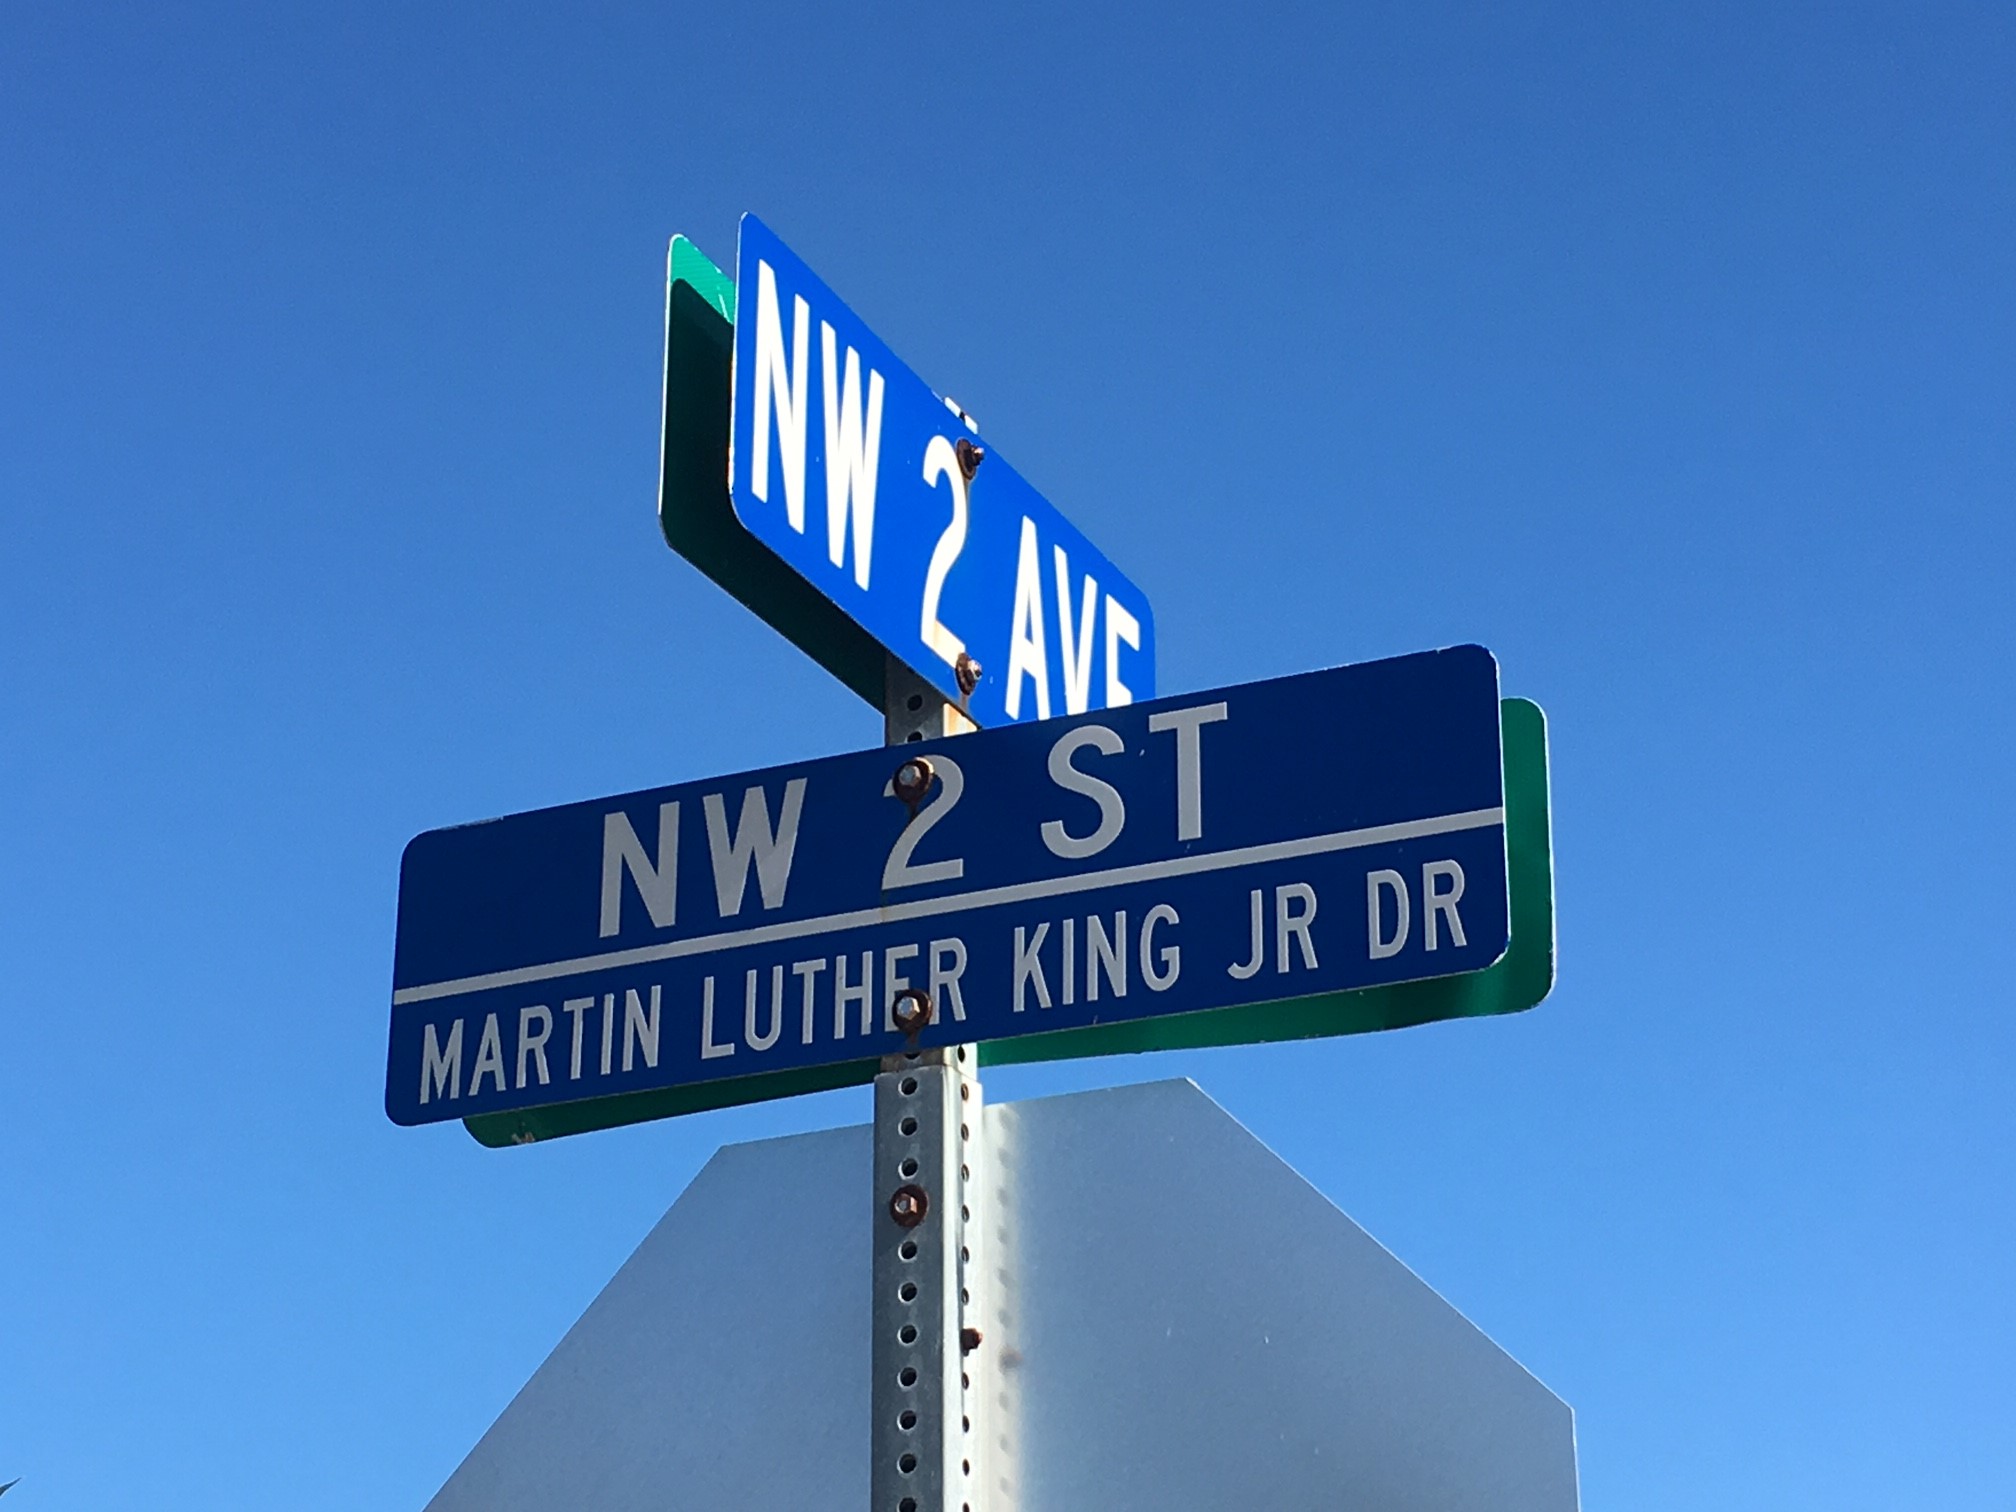 NW 2 AVE
NW 2 ST
MARTIN LUTHER KING JR DR